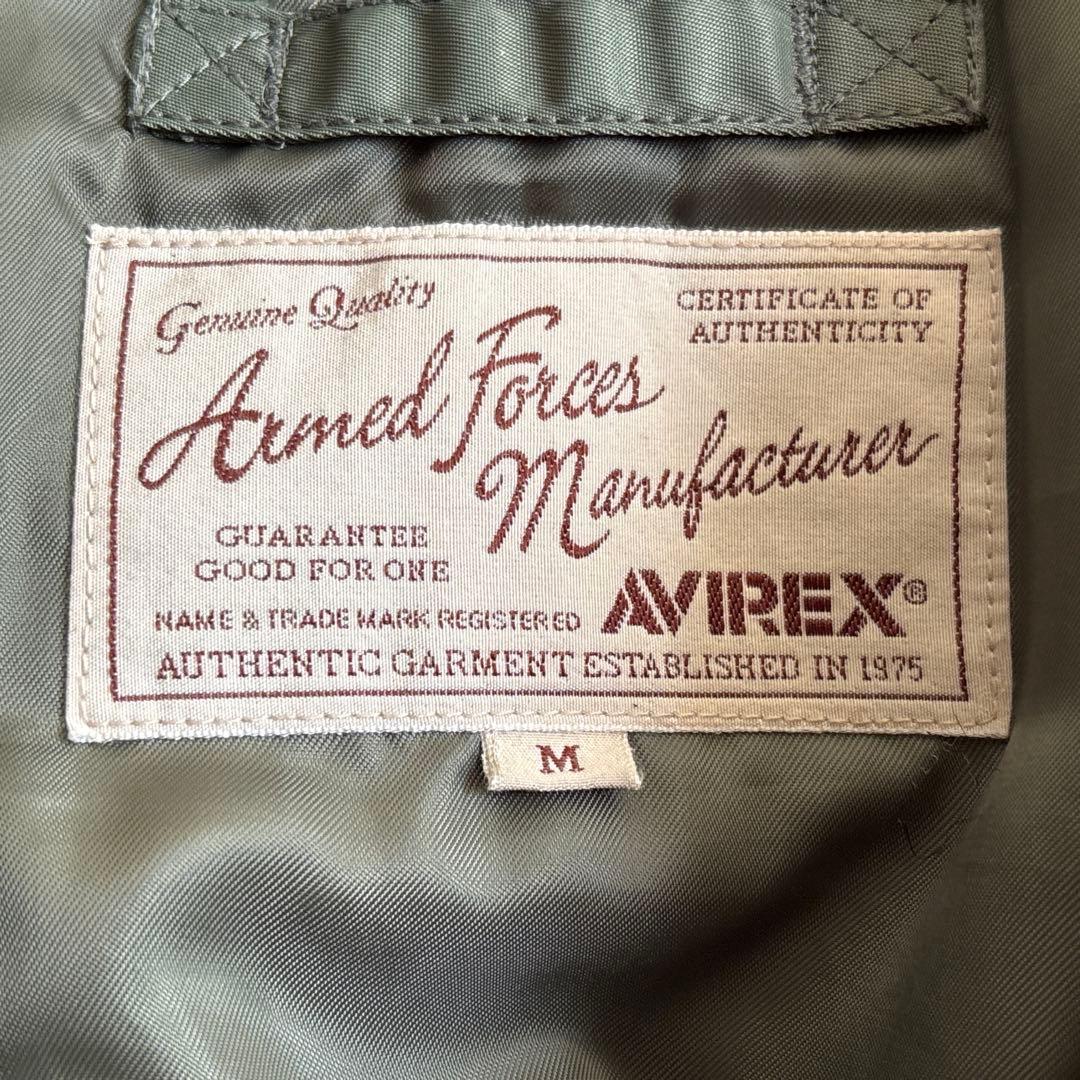 Genuine Quality
CERTIFICATE OF
AUTHENTICITY
Armed Forces
Manufacturer
GUARANTEE
GOOD FOR ONE
NAME & TRADE MARK REGISTERED
AVIREX®
AUTHENTIC GARMENT ESTABLISHED IN 1975
M